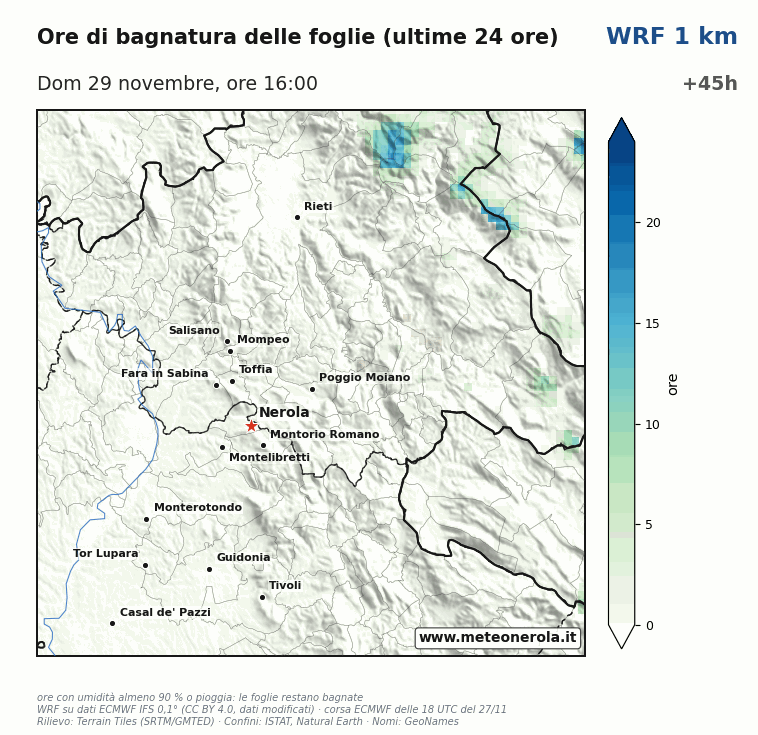 Ore di bagnatura delle foglie (ultime 24 ore)
WRF 1 km
Dom 29 novembre, ore 16:00
+45h
Rieti
Salisano
Mompeo
Fara in Sabina
Toffia
Poggio Moiano
Nerola
Montorio Romano
Montelibretti
Monterotondo
Tor Lupara
Guidonia
Tivoli
Casal de' Pazzi
www.meteonerola.it
20
15
10
5
0
ore
ore con umidità almeno 90 % o pioggia: le foglie restano bagnate
WRF su dati ECMWF IFS 0,1° (CC BY 4.0, dati modificati) · corsa ECMWF delle 18 UTC del 27/11
Rilievo: Terrain Tiles (SRTM/GMTED) · Confini: ISTAT, Natural Earth · Nomi: GeoNames